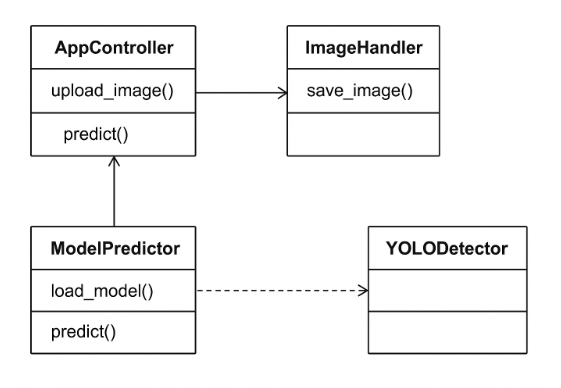 AppController
upload_image()
predict()
ImageHandler
save_image()
ModelPredictor
load_model()
predict()
YOLODetector